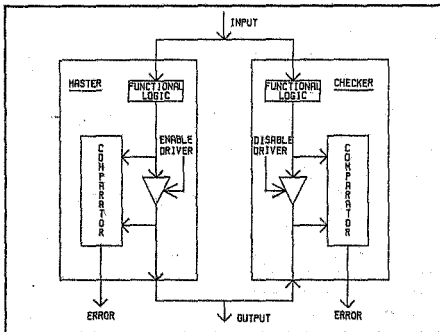 INPUT
MASTER
FUNCTIONAL
LOGIC
FUNCTIONAL
LOGIC
CHECKER
ENABLE
DRIVER
DISABLE
DRIVER
COMPARATOR
COMPARATOR
ERROR
OUTPUT
ERROR